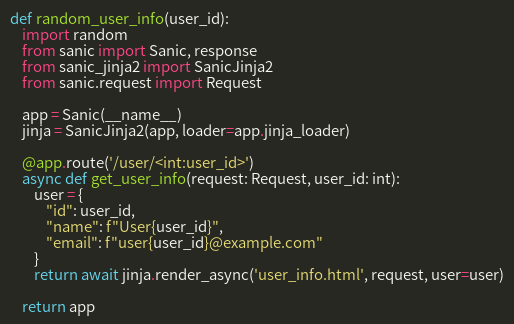 def random_user_info(user_id):
    import random
    from sanic import Sanic, response
    from sanic_jinja2 import SanicJinja2
    from sanic.request import Request

    app = Sanic(__name__)
    jinja = SanicJinja2(app, loader=app.jinja_loader)

    @app.route('/user/<int:user_id>')
    async def get_user_info(request: Request, user_id: int):
        user = {
            "id": user_id,
            "name": f"User{user_id}",
            "email": f"user{user_id}@example.com"
        }
        return await jinja.render_async('user_info.html', request, user=user)

    return app